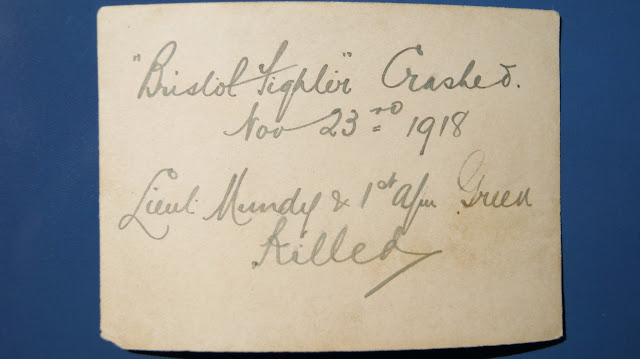 "Bristol Fighter" Crashed.
Nov 23rd 1918
Lieut. Mundy & 1st A/m Green
Killed